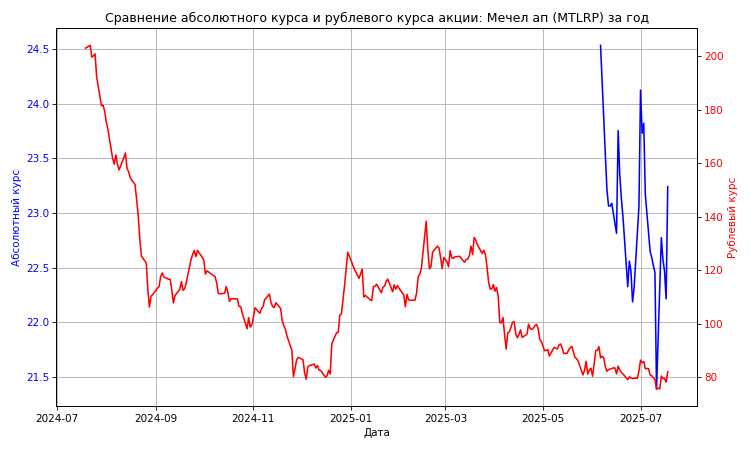 Сравнение абсолютного курса и рублевого курса акции: Мечел ап (MTLRP) за год
24.5
24.0
23.5
23.0
22.5
22.0
21.5
Абсолютный курс
200
180
160
140
120
100
80
Рублевый курс
2024-07 2024-09 2024-11 2025-01 2025-03 2025-05 2025-07
Дата